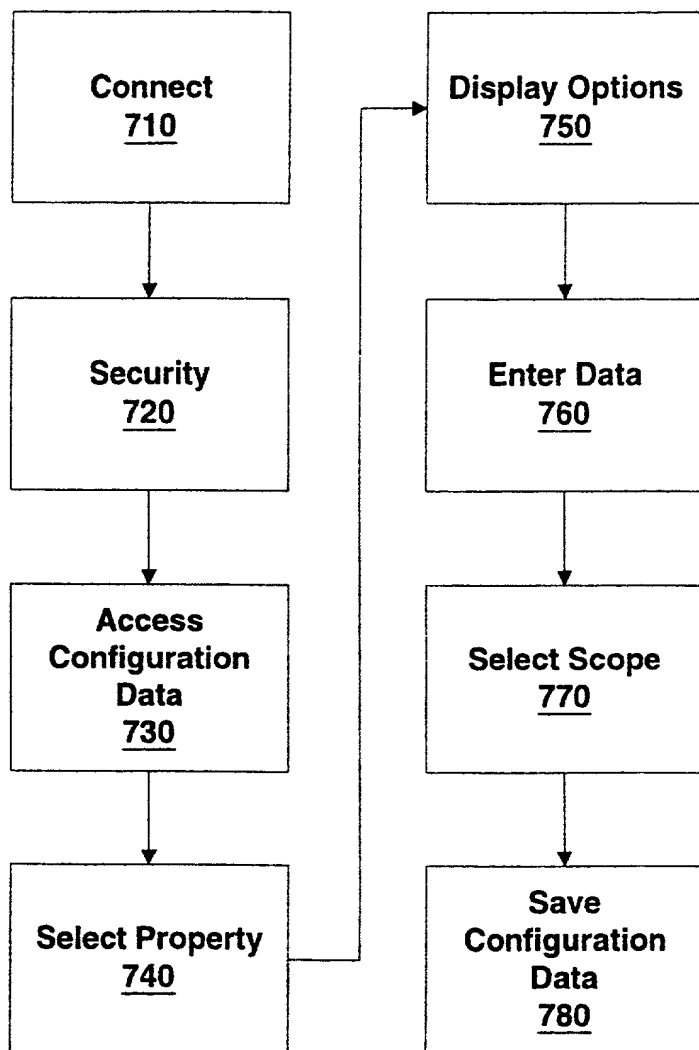 Connect
710
Security
720
Access
Configuration
Data
730
Select Property
740
Display Options
750
Enter Data
760
Select Scope
770
Save
Configuration
Data
780